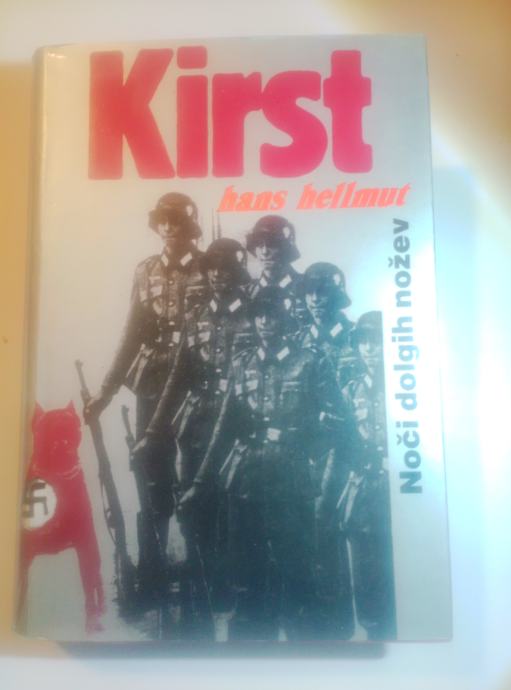 Kirst
hans hellmut
Noči dolgih nožev